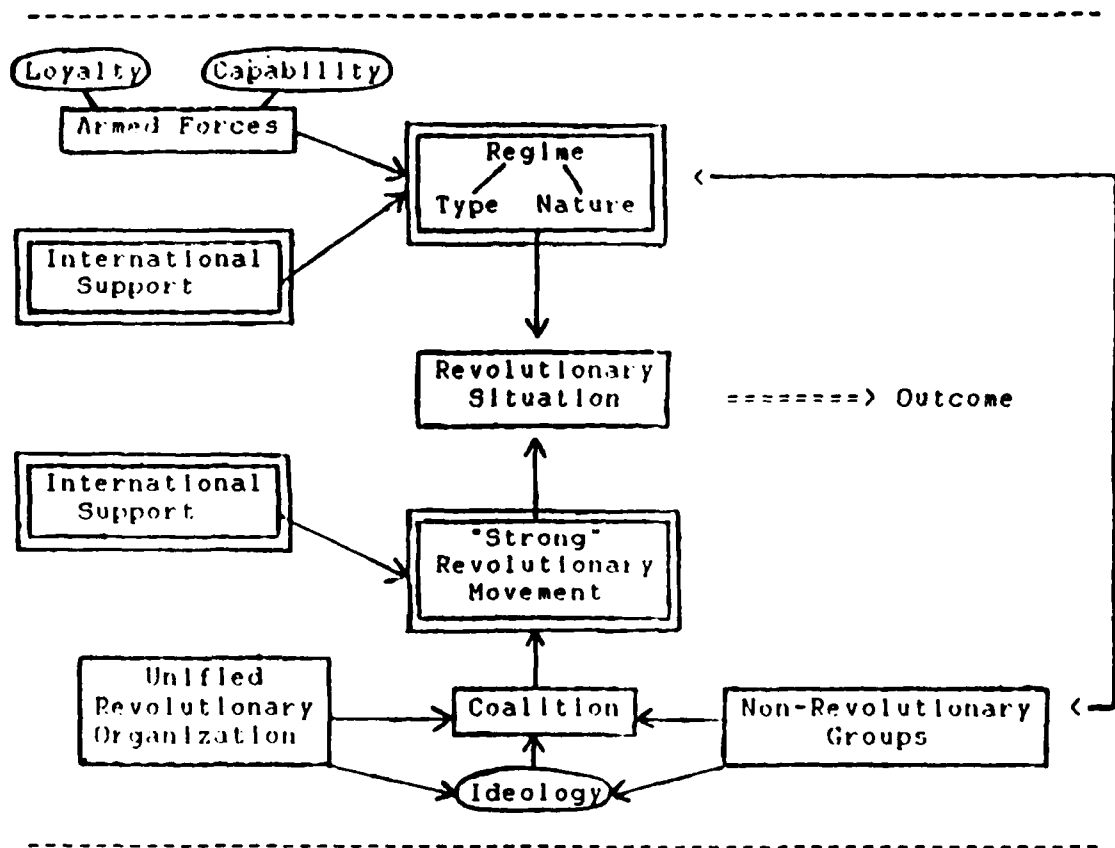 Loyalty
Capability
Armed Forces
Regime
Type Nature
International
Support
Revolutionary
Situation
========> Outcome
International
Support
"Strong"
Revolutionary
Movement
Unified
Revolutionary
Organization
Coalition
Non-Revolutionary
Groups
Ideology